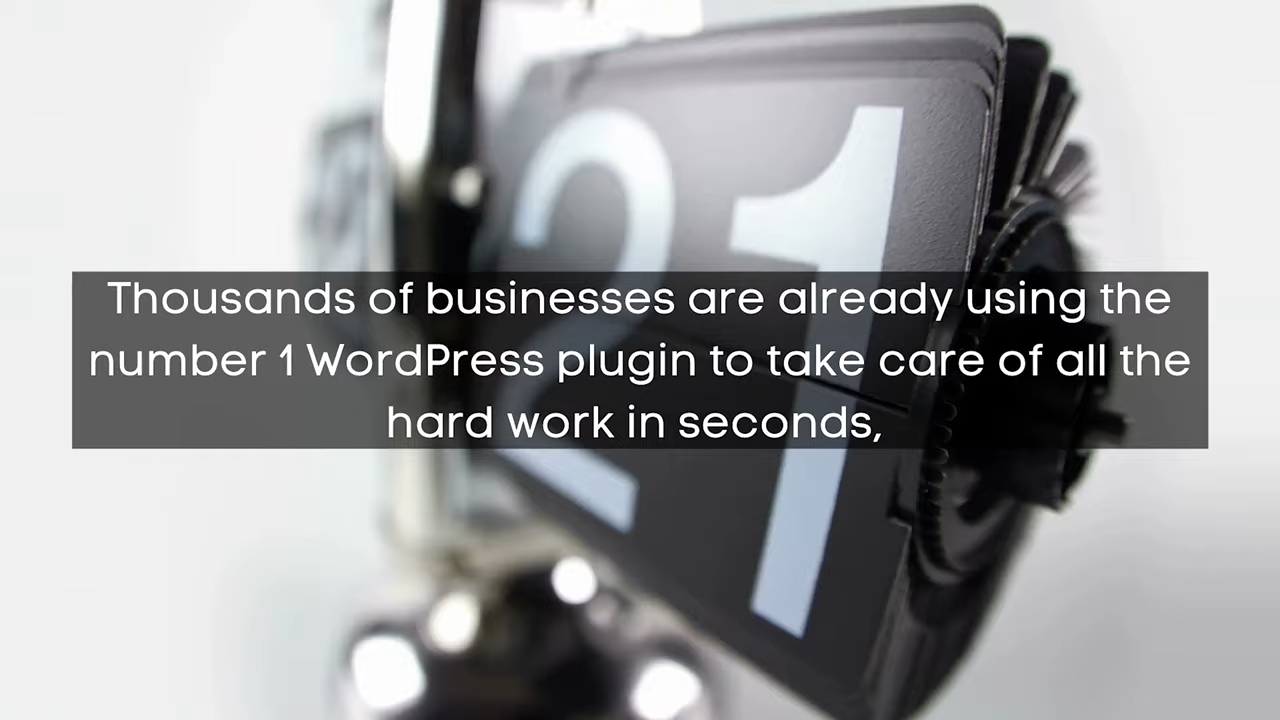 21
Thousands of businesses are already using the
number 1 WordPress plugin to take care of all the
hard work in seconds,